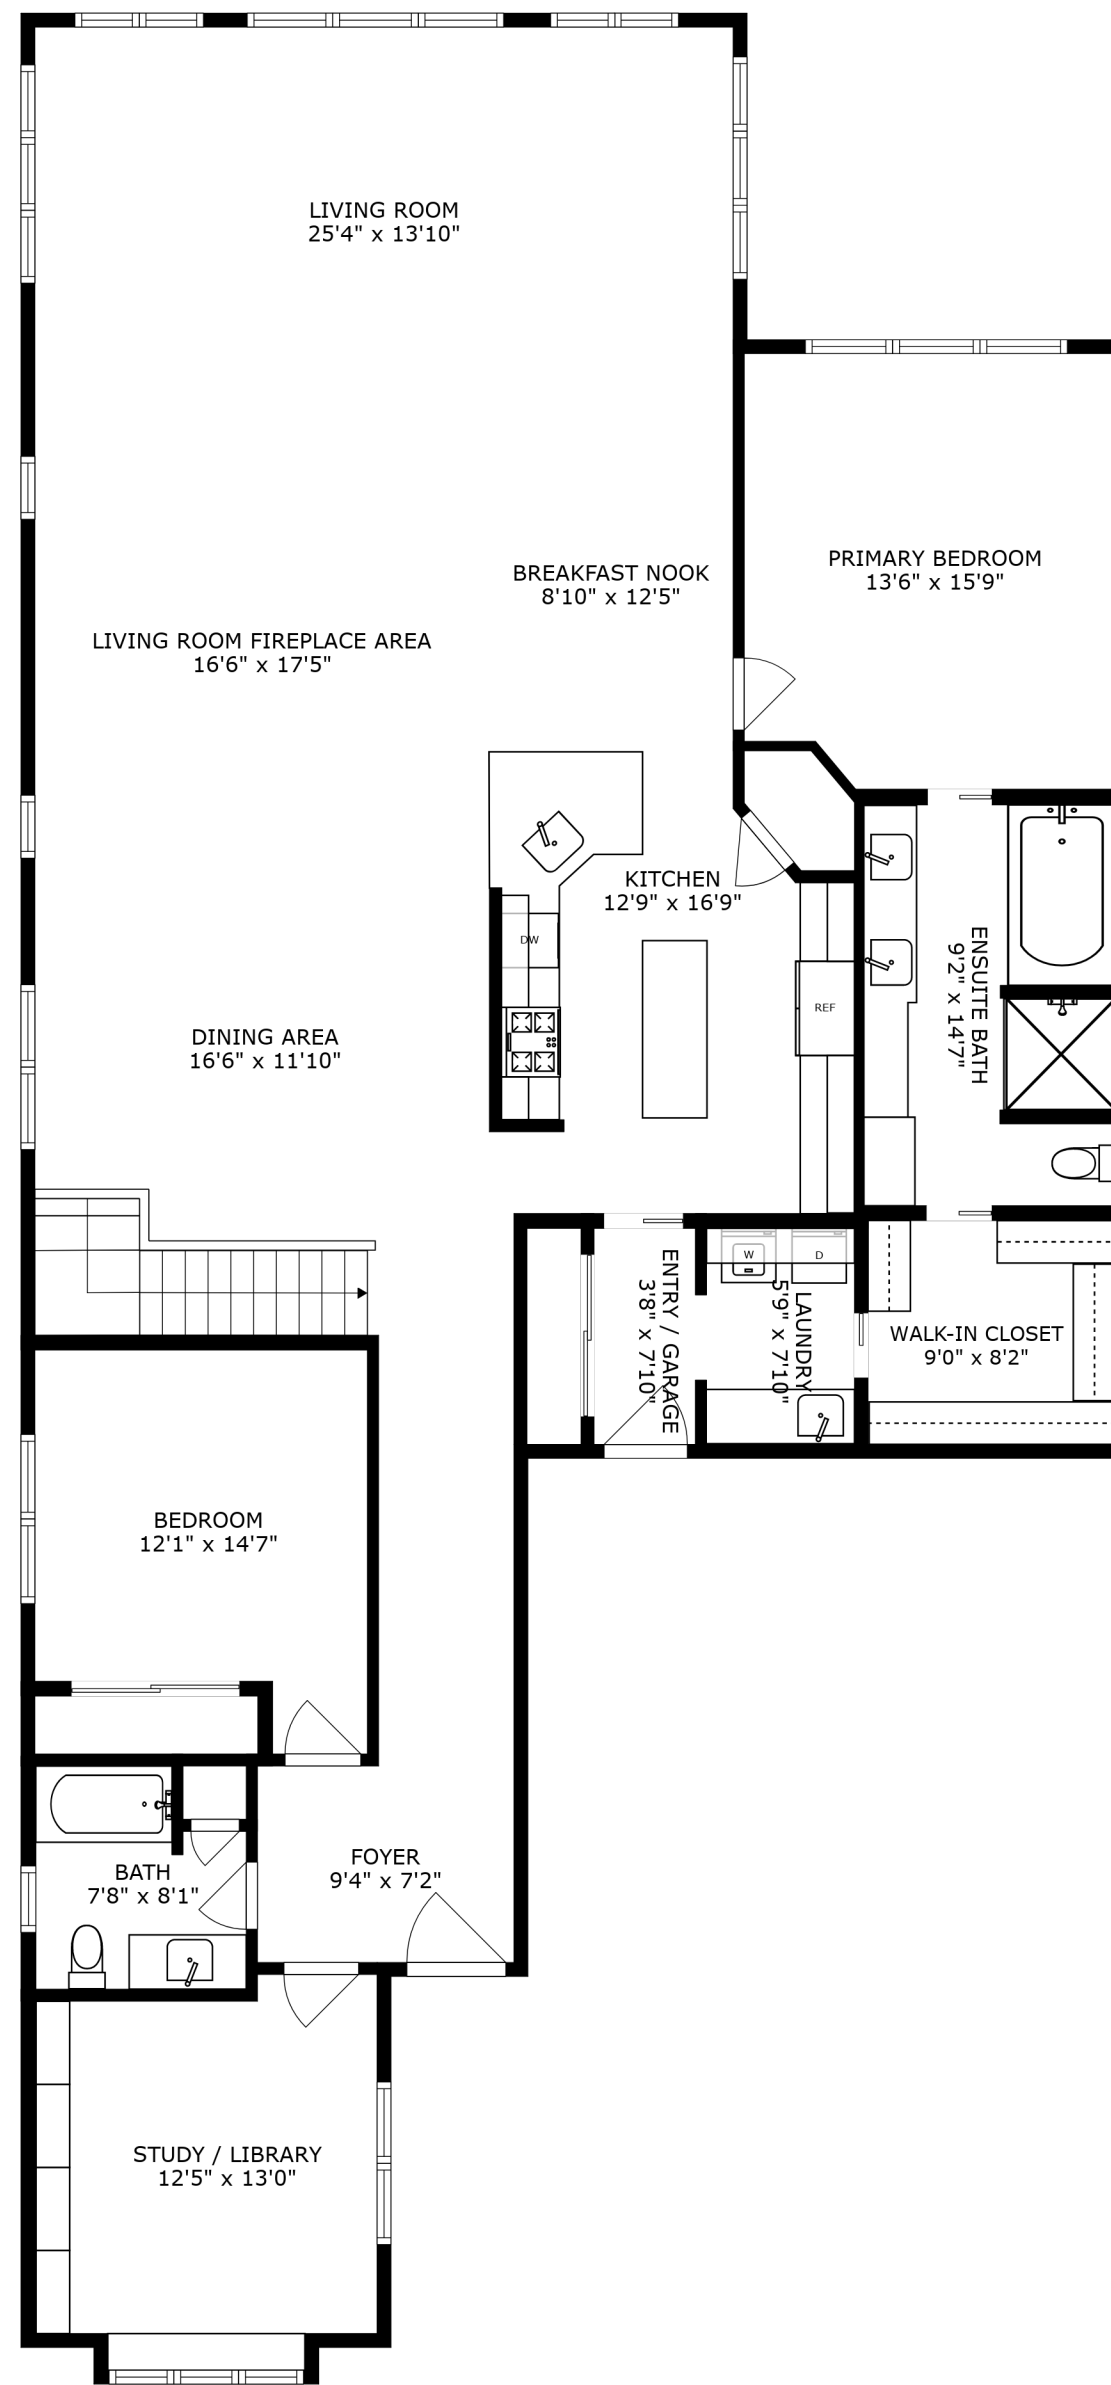 LIVING ROOM
25'4" x 13'10"
PRIMARY BEDROOM
13'6" x 15'9"
BREAKFAST NOOK
8'10" x 12'5"
LIVING ROOM FIREPLACE AREA
16'6" x 17'5"
KITCHEN
12'9" x 16'9"
DW
REF
ENSUITE BATH
9'2" x 14'7"
DINING AREA
16'6" x 11'10"
W
D
ENTRY / GARAGE
3'8" x 7'10"
LAUNDRY
5'9" x 7'10"
WALK-IN CLOSET
9'0" x 8'2"
BEDROOM
12'1" x 14'7"
FOYER
9'4" x 7'2"
BATH
7'8" x 8'1"
STUDY / LIBRARY
12'5" x 13'0"